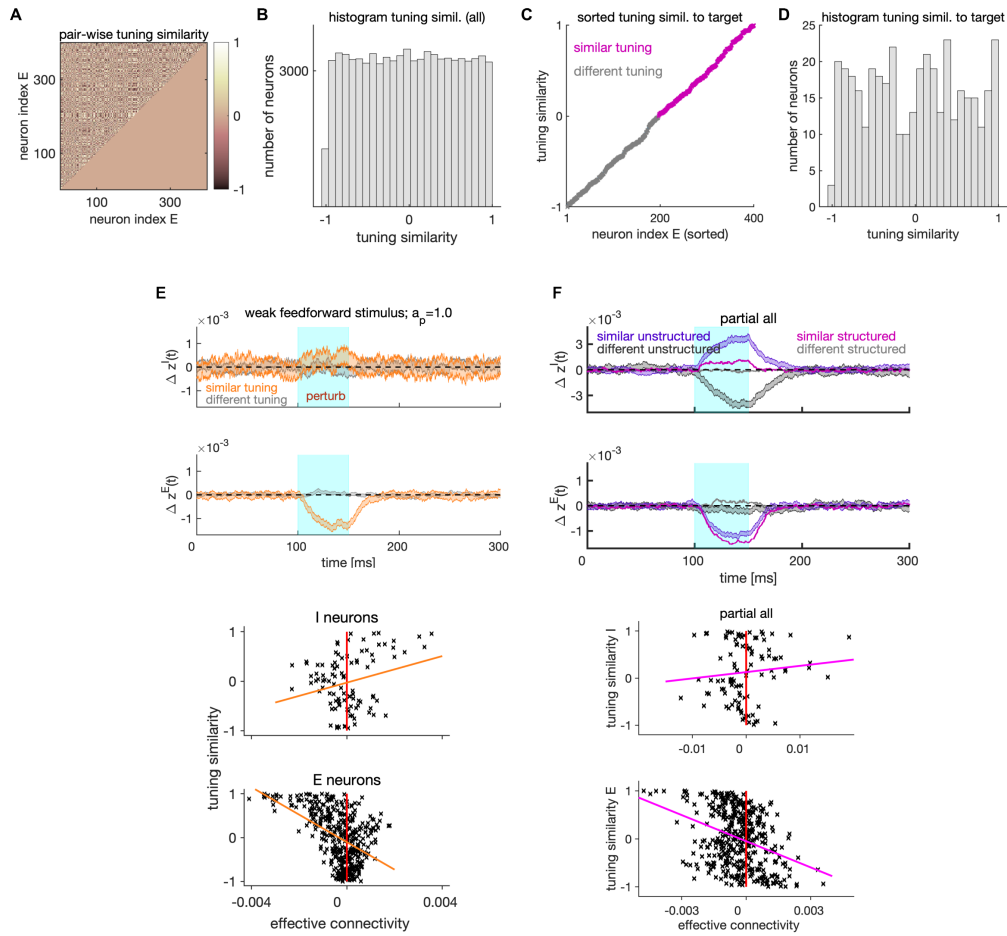 A
pair-wise tuning similarity
neuron index E
300
100
100
300
neuron index E
1
0
-1
B
histogram tuning simil. (all)
number of neurons
3000
-1
0
1
tuning similarity
C
sorted tuning simil. to target
similar tuning
different tuning
tuning similarity
1
0
-1
1
200
400
neuron index E (sorted)
D
histogram tuning simil. to target
number of neurons
25
20
15
10
5
0
-1
0
1
tuning similarity
E
weak feedforward stimulus; ap=1.0
×10-3
Δ zI(t)
1
0
-1
similar tuning
different tuning
perturb
×10-3
Δ zE(t)
1
0
-1
0
100
200
300
time [ms]
F
partial all
×10-3
similar unstructured
similar structured
different unstructured
different structured
Δ zI(t)
3
0
-3
×10-3
Δ zE(t)
1
0
-1
0
100
200
300
time [ms]
I neurons
1
0
-1
E neurons
tuning similarity
1
0
-1
-0.004
0
0.004
effective connectivity
partial all
tuning similarity I
1
0
-1
-0.01
0
0.01
tuning similarity E
1
0
-1
-0.003
0
0.003
effective connectivity